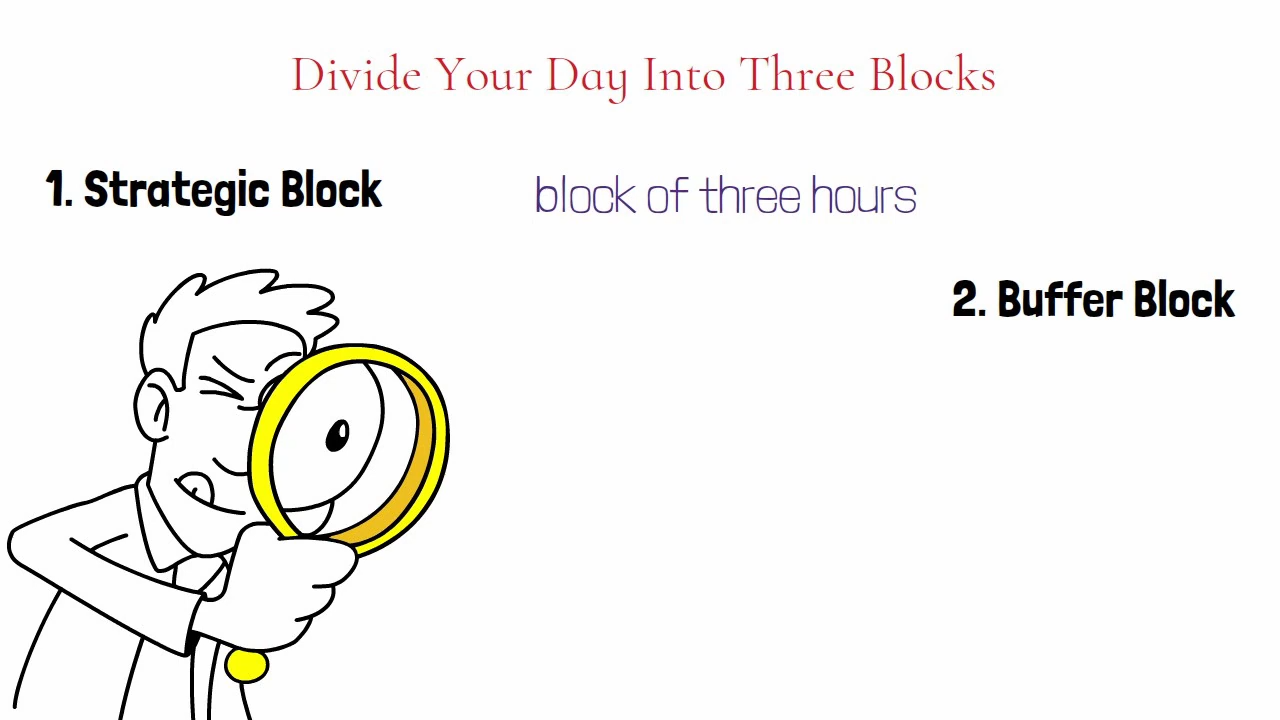 Divide Your Day Into Three Blocks
1. Strategic Block
block of three hours
2. Buffer Block